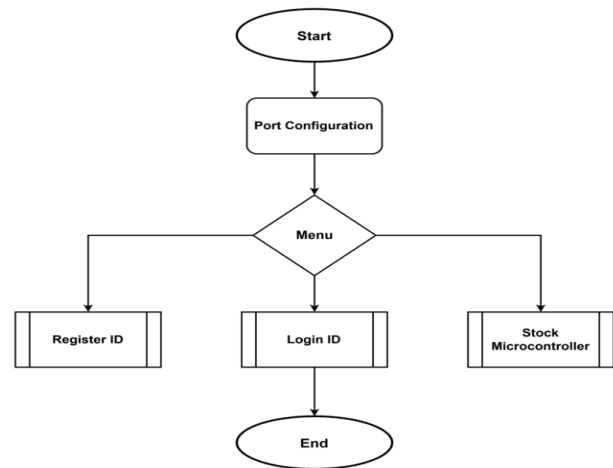 Start
Port Configuration
Menu
Register ID
Login ID
Stock
Microcontroller
End